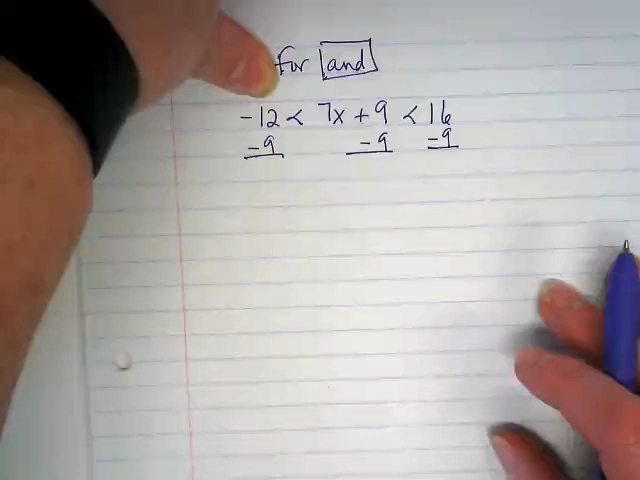 for and
-12 < 7x + 9 < 16
-9 -9 -9